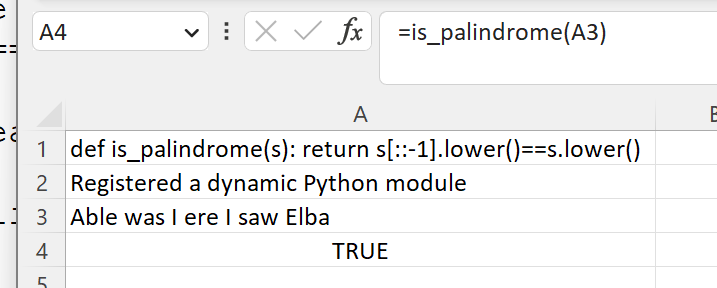 A4
fx
=is_palindrome(A3)
A
1 def is_palindrome(s): return s[::-1].lower()==s.lower()
2 Registered a dynamic Python module
3 Able was I ere I saw Elba
4 TRUE
5